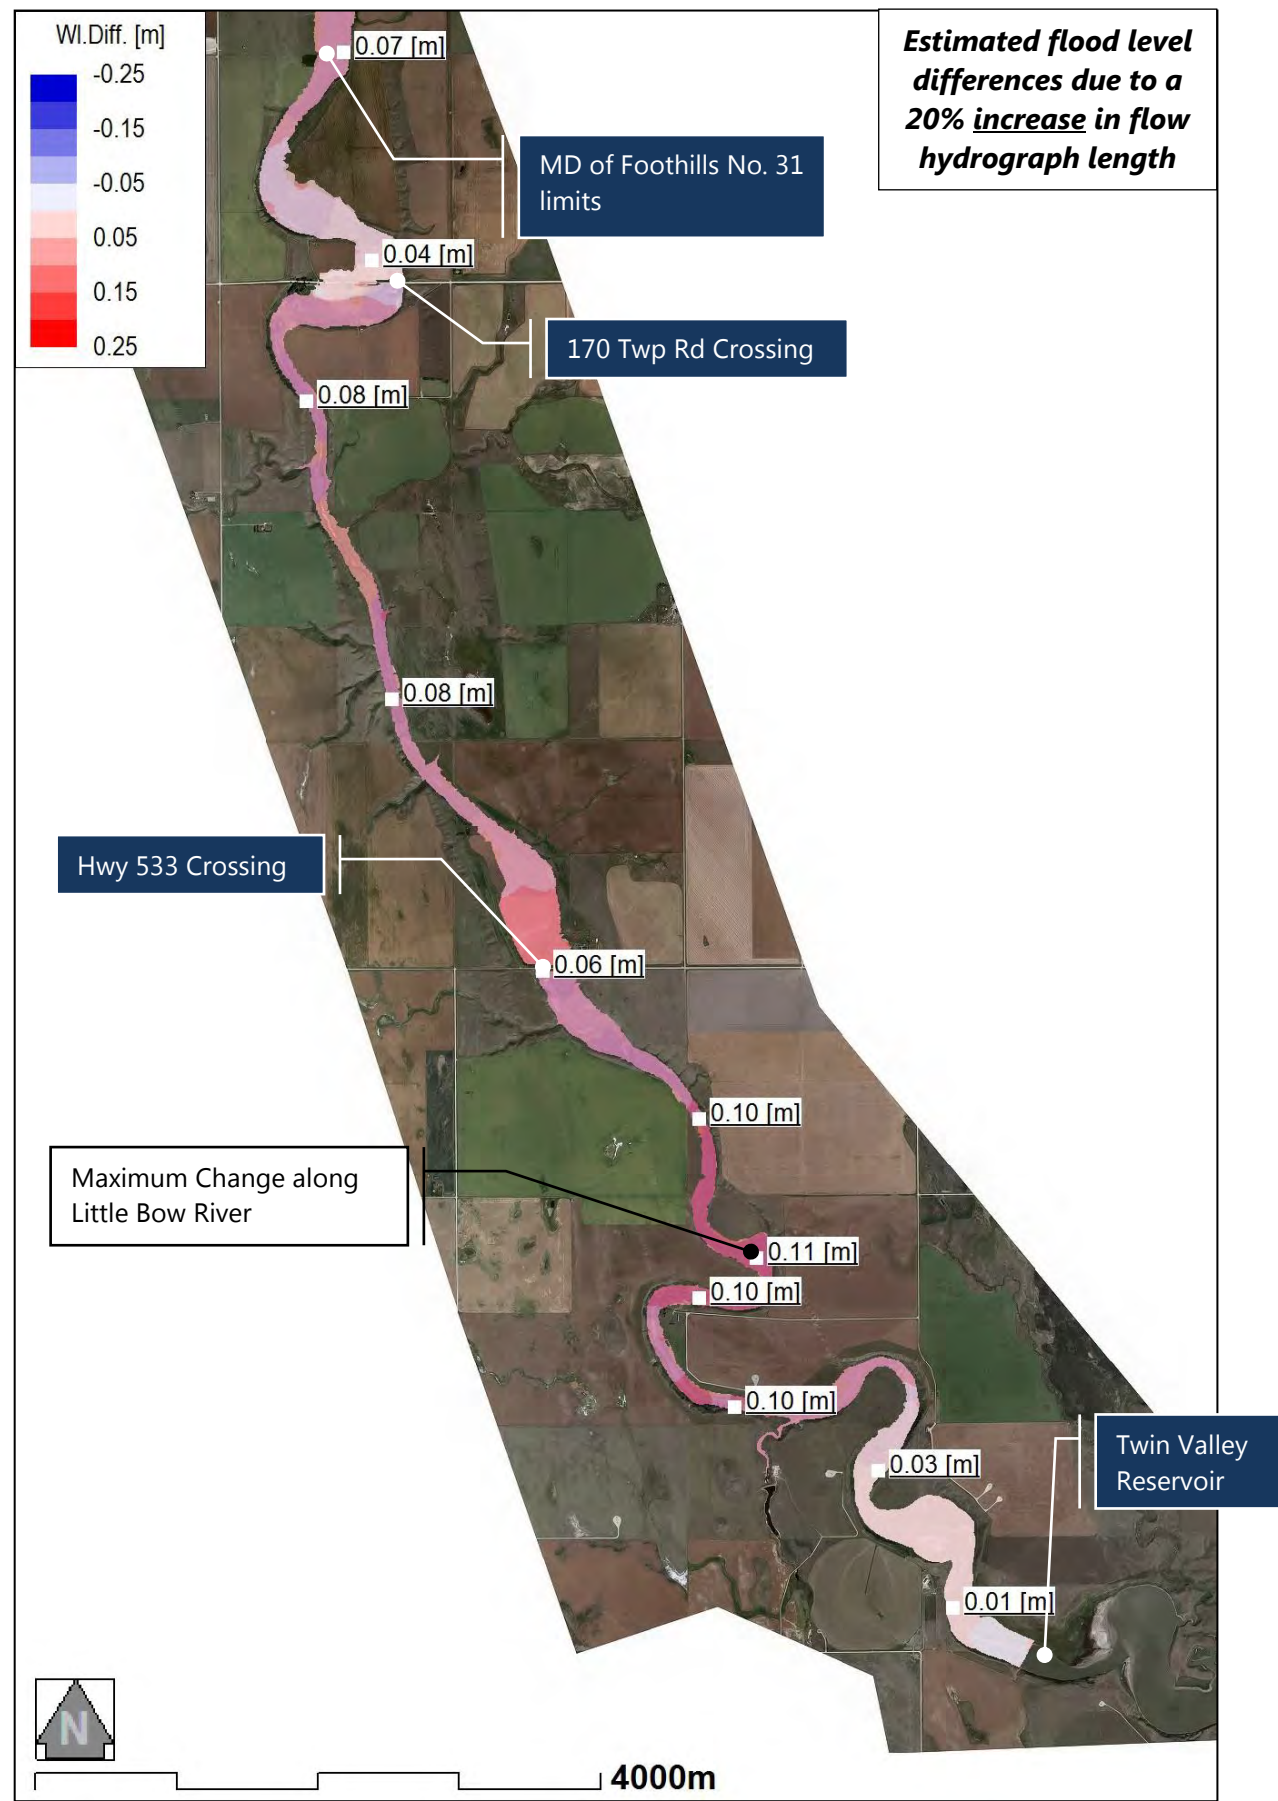 Wl.Diff. [m]
-0.25
-0.15
-0.05
0.05
0.15
0.25
Estimated flood level
differences due to a
20% increase in flow
hydrograph length
0.07 [m]
MD of Foothills No. 31
limits
0.04 [m]
170 Twp Rd Crossing
0.08 [m]
0.08 [m]
Hwy 533 Crossing
0.06 [m]
0.10 [m]
Maximum Change along
Little Bow River
0.11 [m]
0.10 [m]
0.10 [m]
Twin Valley
Reservoir
0.03 [m]
0.01 [m]
N
4000m